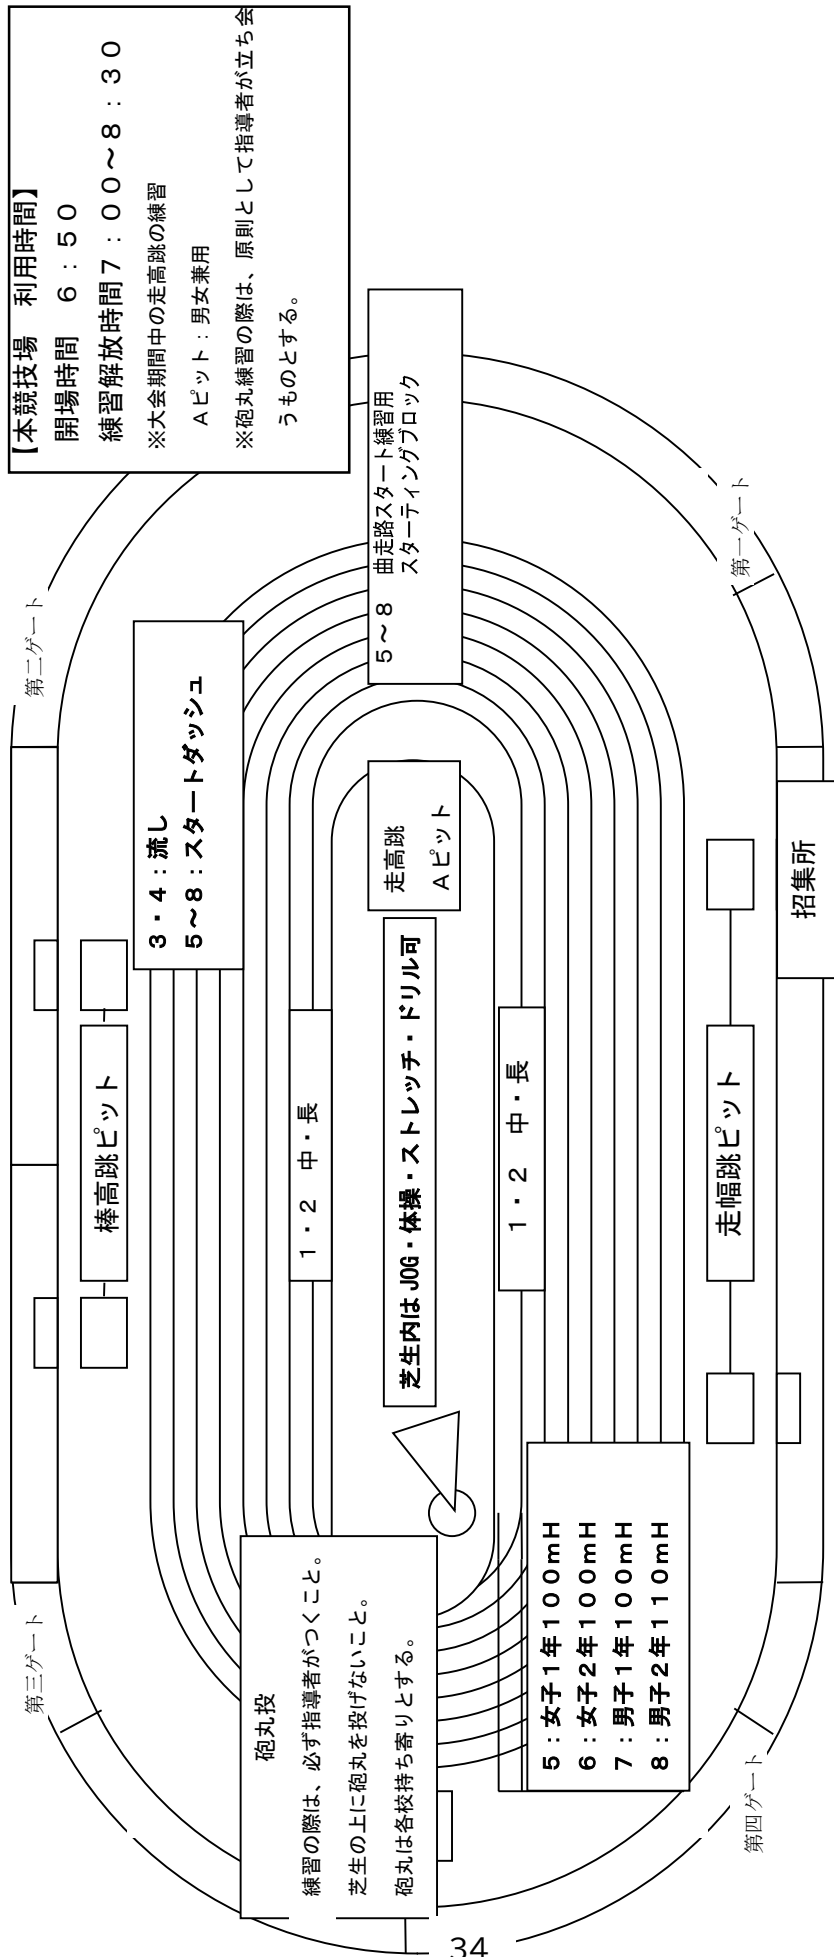 【本競技場　利用時間】
開場時間　６：５０
練習解放時間７：００～８：３０
※大会期間中の走高跳の練習
Ａピット：男女兼用
※砲丸練習の際は、原則として指導者が立ち会
うものとする。
第二ゲート
第一ゲート
３・４：流し
５～８：スタートダッシュ
５～８　曲走路スタート練習用
スターティングブロック
走高跳
Ａピット
招集所
棒高跳ピット
１・２　中・長
芝生内は JOG・体操・ストレッチ・ドリル可
１・２　中・長
走幅跳ピット
第三ゲート
砲丸投
練習の際は、必ず指導者がつくこと。
芝生の上に砲丸を投げないこと。
砲丸は各校持ち寄りとする。
５：女子１年１００ｍＨ
６：女子２年１００ｍＨ
７：男子１年１００ｍＨ
８：男子２年１１０ｍＨ
第四ゲート
34